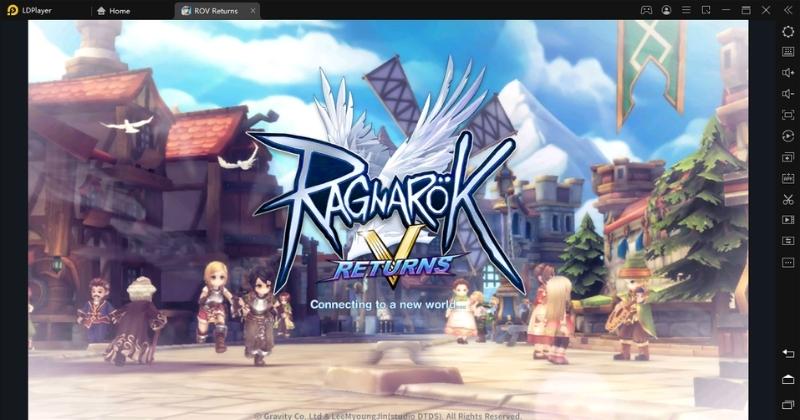 LDPlayer
Home
ROV Returns
RAGNARÖK
V
RETURNS
Connecting to a new world...
© Gravity Co. Ltd & LeeMyoungJin(studio DTDS). All Rights Reserved.